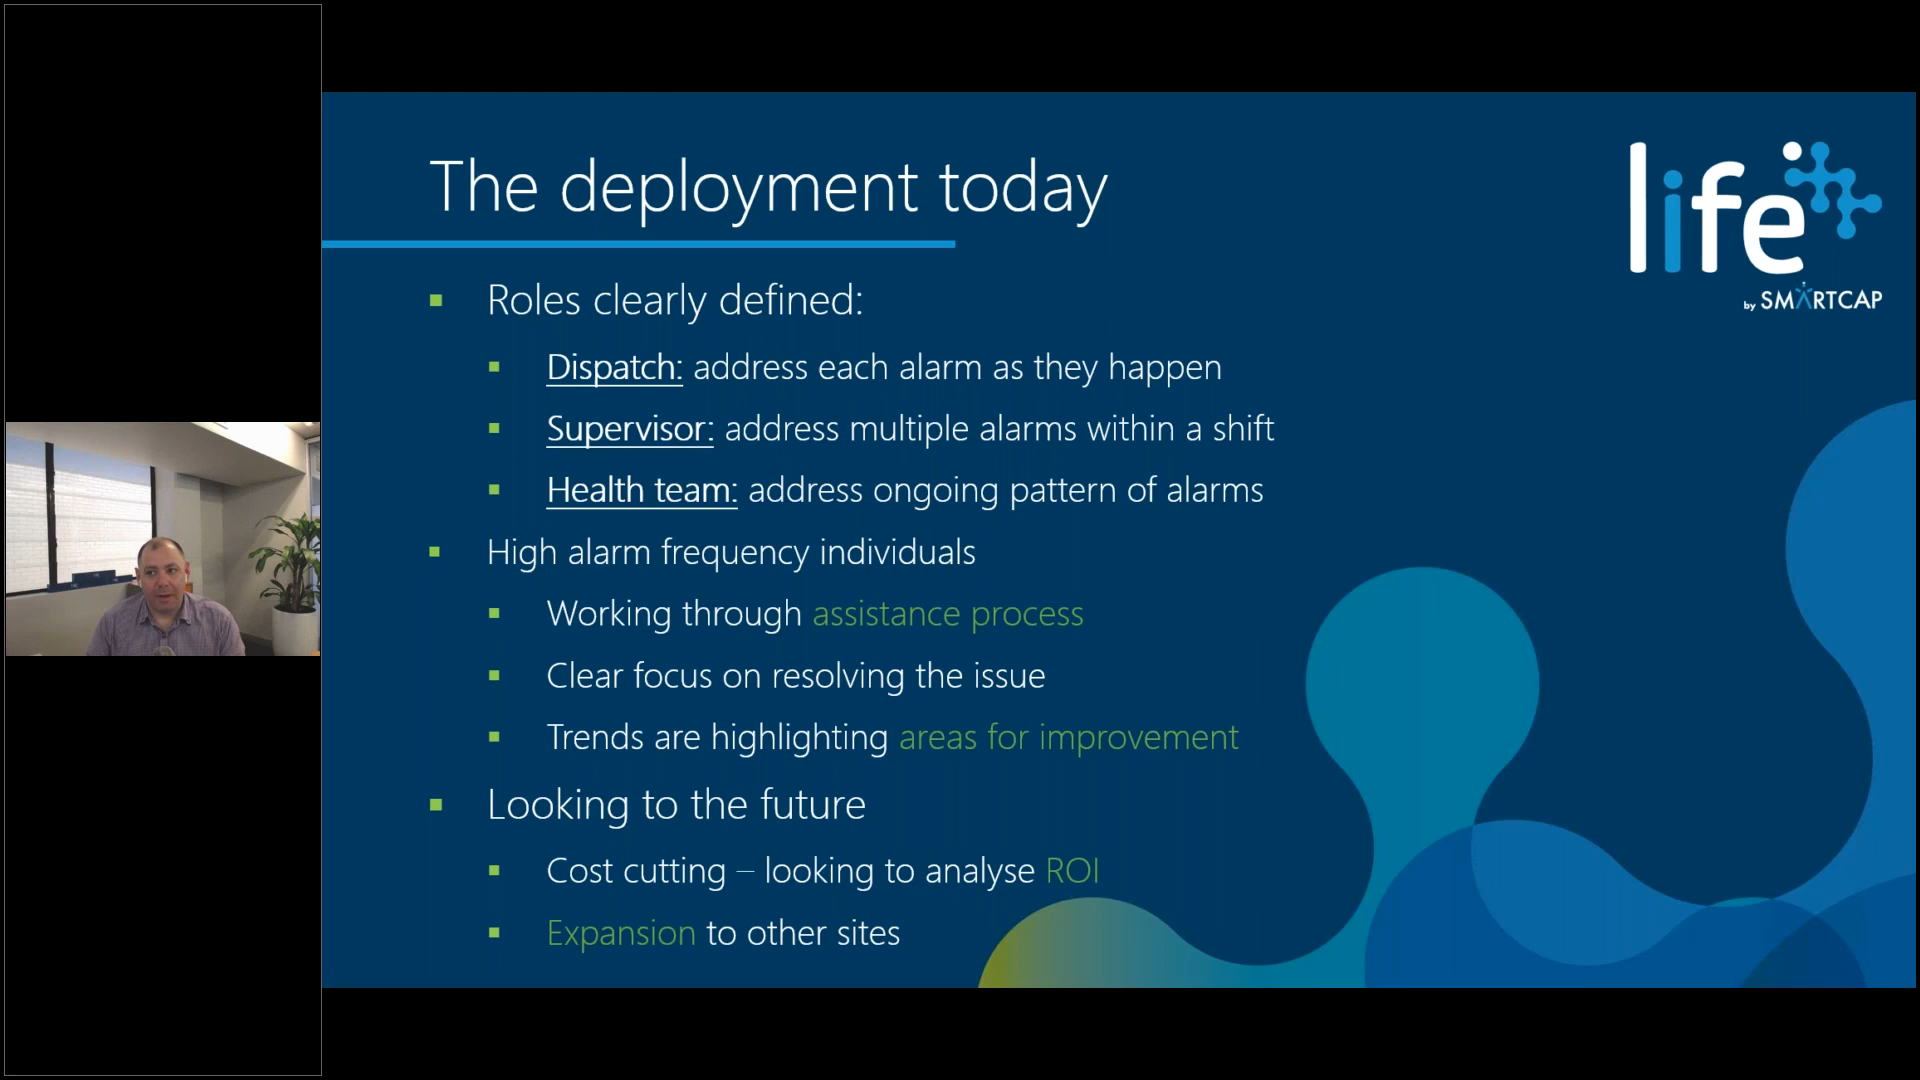 The deployment today
life
by SMARTCAP
Roles clearly defined:
Dispatch: address each alarm as they happen
Supervisor: address multiple alarms within a shift
Health team: address ongoing pattern of alarms
High alarm frequency individuals
Working through assistance process
Clear focus on resolving the issue
Trends are highlighting areas for improvement
Looking to the future
Cost cutting – looking to analyse ROI
Expansion to other sites